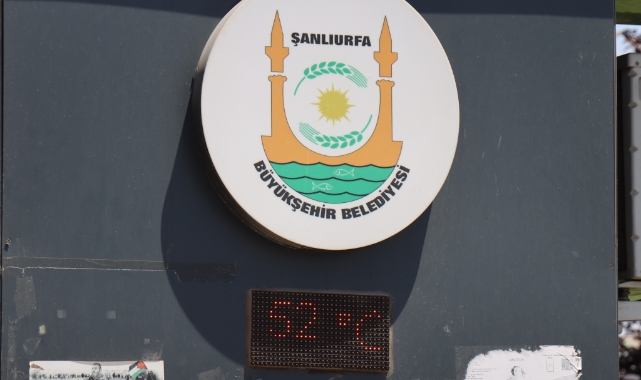 ŞANLIURFA
BÜYÜKŞEHİR BELEDİYESİ
52 °C